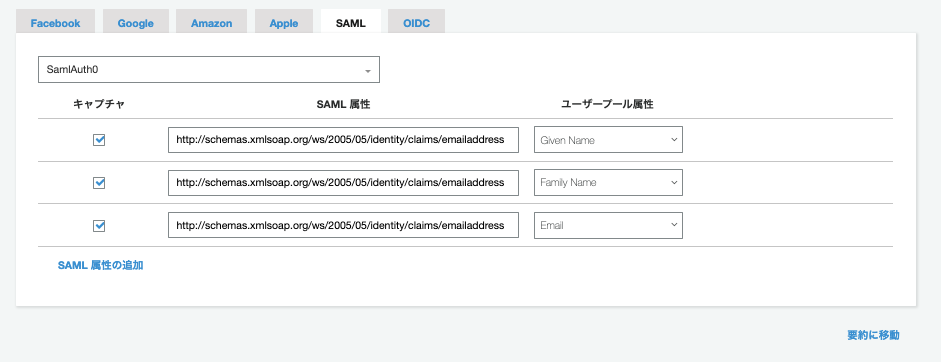 Facebook Google Amazon Apple SAML OIDC
SamlAuth0
キャプチャ SAML 属性 ユーザープール属性
http://schemas.xmlsoap.org/ws/2005/05/identity/claims/emailaddress Given Name
http://schemas.xmlsoap.org/ws/2005/05/identity/claims/emailaddress Family Name
http://schemas.xmlsoap.org/ws/2005/05/identity/claims/emailaddress Email
SAML 属性の追加
要約に移動